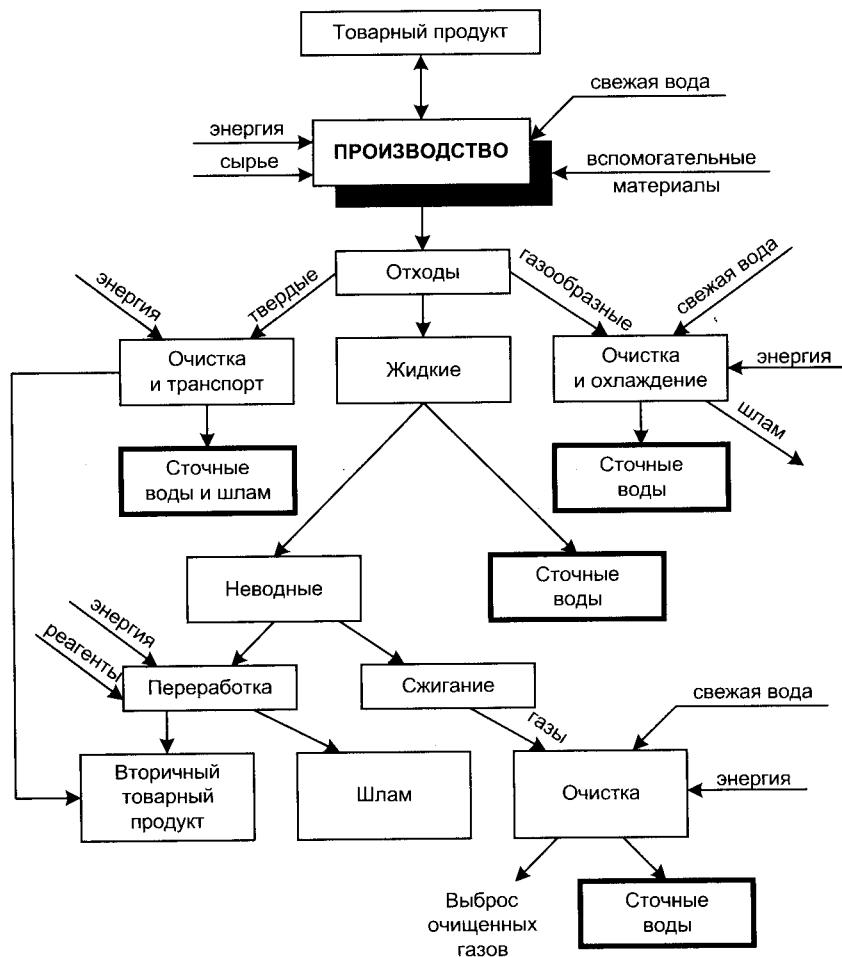 Товарный продукт
свежая вода
энергия
ПРОИЗВОДСТВО
сырье
вспомогательные
материалы
энергия
твердые
Отходы
газообразные
свежая вода
Очистка
и транспорт
Жидкие
Очистка
и охлаждение
энергия
шлам
Сточные
воды и шлам
Сточные
воды
Неводные
Сточные
воды
энергия
реагенты
Переработка
Сжигание
газы
свежая вода
Вторичный
товарный
продукт
Шлам
Очистка
энергия
Выброс
очищенных
газов
Сточные
воды